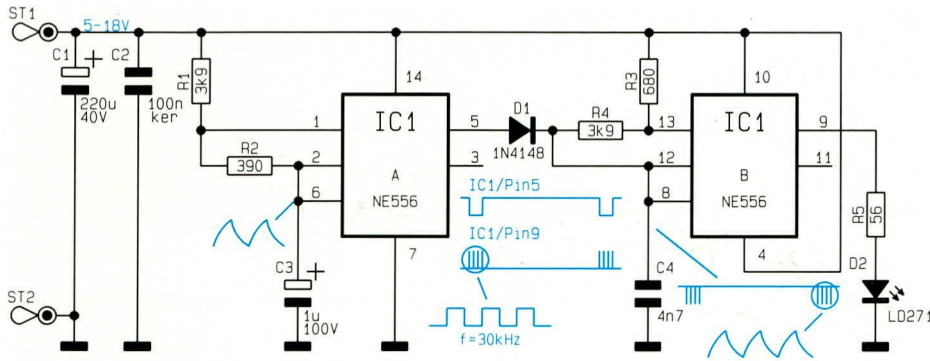 ST1
5-18V
C1
+
220u
40V
C2
100n
ker
R1
3k9
R2
390
14
1
2
6
IC1
A
NE556
5
3
7
C3
+
1u
100V
D1
1N4148
R4
3k9
R3
680
10
13
12
8
IC1
B
NE556
9
11
4
IC1/Pin5
IC1/Pin9
f=30kHz
C4
4n7
R5
56
D2
LD271
ST2